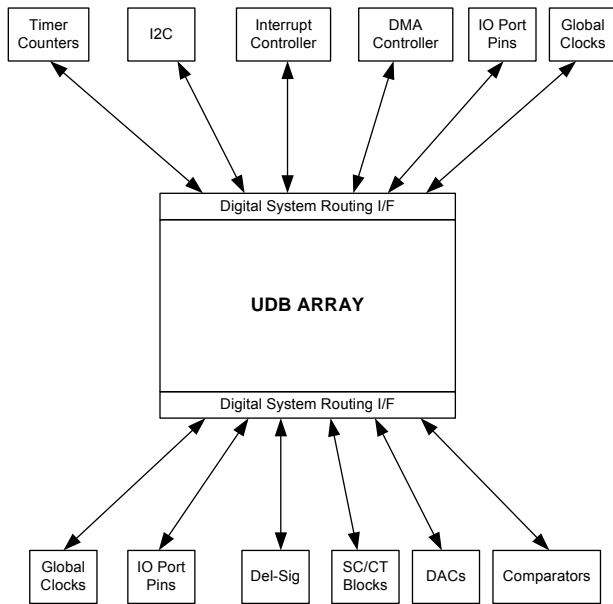 Timer
Counters
I2C
Interrupt
Controller
DMA
Controller
IO Port
Pins
Global
Clocks
Digital System Routing I/F
UDB ARRAY
Digital System Routing I/F
Global
Clocks
IO Port
Pins
Del-Sig
SC/CT
Blocks
DACs
Comparators